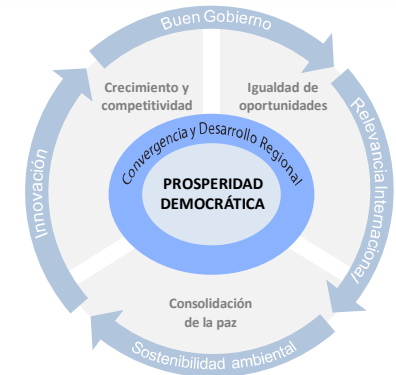 Buen Gobierno
Crecimiento y
competitividad
Igualdad de
oportunidades
Relevancia Internacional
Innovación
Convergencia y Desarrollo Regional
PROSPERIDAD
DEMOCRÁTICA
Consolidación
de la paz
Sostenibilidad ambiental